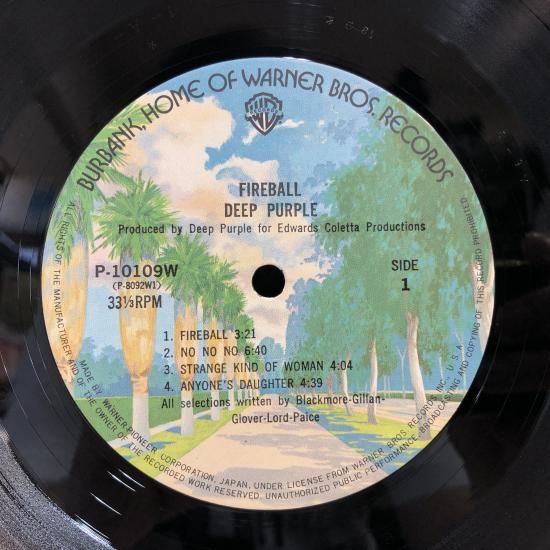 BURBANK, HOME OF WARNER BROS. RECORDS
RECORDS
FIREBALL
DEEP PURPLE
Produced by Deep Purple for Edwards Coletta Productions
P-10109W
(P-8092W1)
33⅓RPM
SIDE
1
1. FIREBALL 3:21
2. NO NO NO 6:40
3. STRANGE KIND OF WOMAN 4:04
4. ANYONE'S DAUGHTER 4:39
All selections written by Blackmore-Gillan-
Glover-Lord-Paice
MADE BY WARNER-PIONEER CORPORATION, JAPAN, UNDER LICENSE FROM WARNER BROS RECORDS INC., U.S.A.
ALL RIGHTS OF THE MANUFACTURER AND OF THE OWNER OF THE RECORDED WORK RESERVED. UNAUTHORIZED PUBLIC PERFORMANCE, BROADCASTING AND COPYING OF THIS RECORD PROHIBITED.